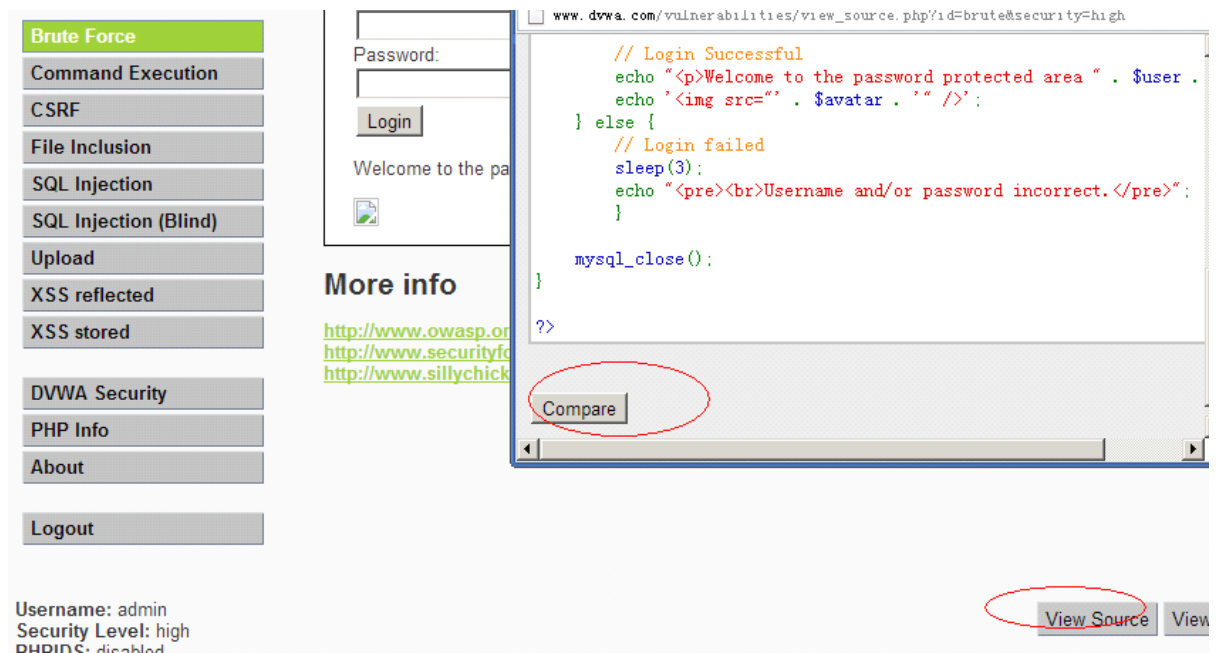 Brute Force
Command Execution
CSRF
File Inclusion
SQL Injection
SQL Injection (Blind)
Upload
XSS reflected
XSS stored
DVWA Security
PHP Info
About
Logout
Username: admin
Security Level: high
PHPIDS: disabled
Password:
Login
Welcome to the pa
More info
http://www.owasp.or
http://www.securityfo
http://www.sillychick
www.dvwa.com/vulnerabilities/view_source.php?id=brute&security=high
// Login Successful
echo "<p>Welcome to the password protected area " . $user .
echo '<img src="' . $avatar . '" />';
} else {
// Login failed
sleep(3);
echo "<pre><br>Username and/or password incorrect.</pre>";
}
mysql_close();
}
?>
Compare
View Source
View